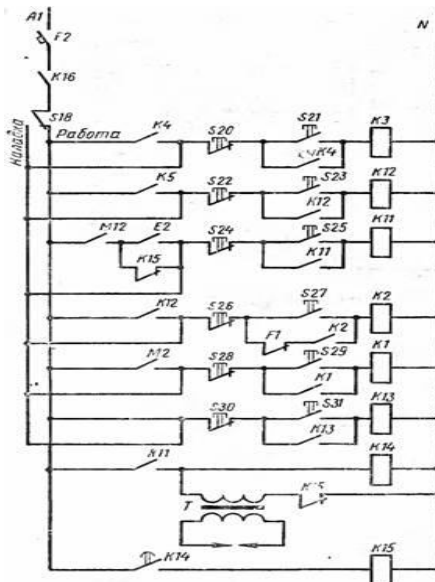 A1
N
F2
K16
S18
Наладка
Работа
K4 S20 S21 K3
K4
K5 S22 S23 K12
K12
M12 E2 S24 S25 K11
K15 K11
K12 S26 S27 K2
F1 K2
M2 S28 S29 K1
K1
S30 S31 K13
K13
K11 K14
T
K14 K15